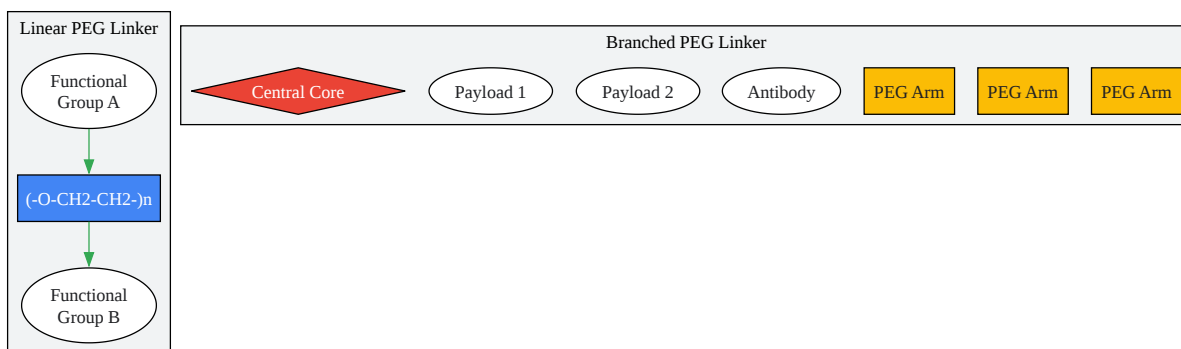 Linear PEG Linker
Functional
Group A
(-O-CH2-CH2-)n
Functional
Group B
Branched PEG Linker
Central Core
Payload 1
Payload 2
Antibody
PEG Arm
PEG Arm
PEG Arm